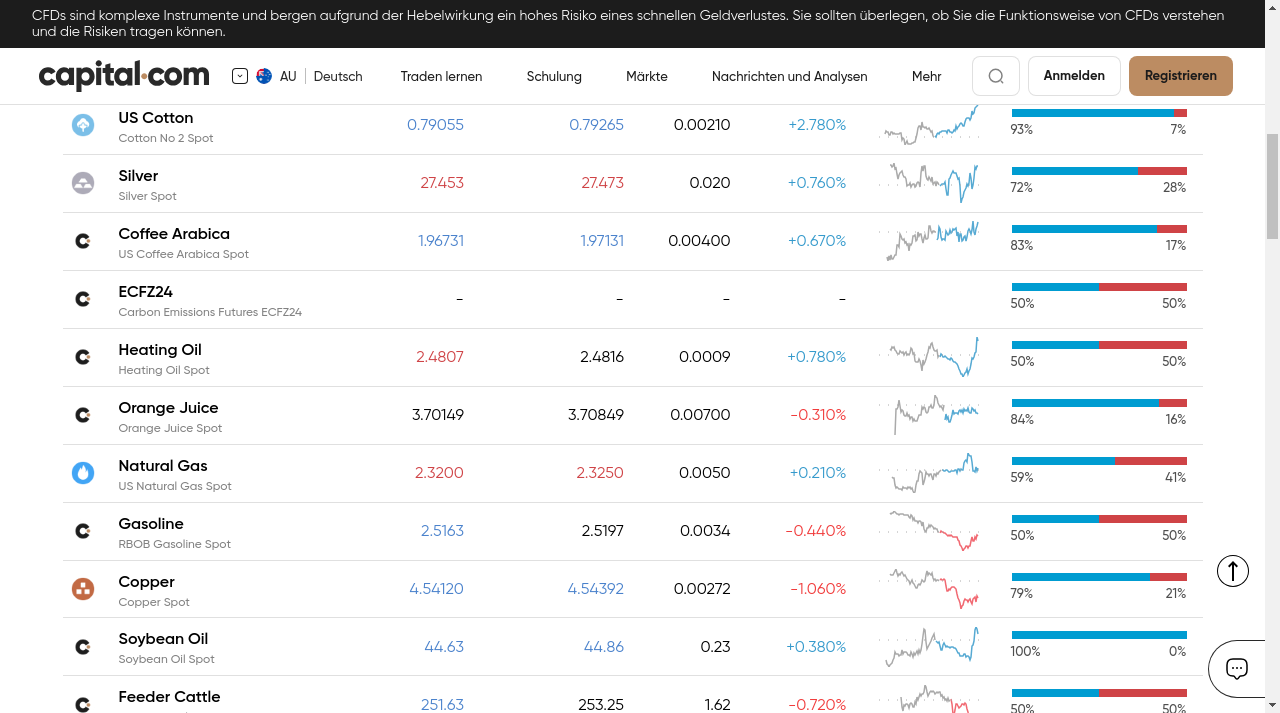 CFDs sind komplexe Instrumente und bergen aufgrund der Hebelwirkung ein hohes Risiko eines schnellen Geldverlustes. Sie sollten überlegen, ob Sie die Funktionsweise von CFDs verstehen
und die Risiken tragen können.
capital.com AU Deutsch Traden lernen Schulung Märkte Nachrichten und Analysen Mehr Anmelden Registrieren
US Cotton 0.79055 0.79265 0.00210 +2.780%
Cotton No 2 Spot 93% 7%
Silver 27.453 27.473 0.020 +0.760%
Silver Spot 72% 28%
Coffee Arabica 1.96731 1.97131 0.00400 +0.670%
US Coffee Arabica Spot 83% 17%
ECFZ24 - - - -
Carbon Emissions Futures ECFZ24 50% 50%
Heating Oil 2.4807 2.4816 0.0009 +0.780%
Heating Oil Spot 50% 50%
Orange Juice 3.70149 3.70849 0.00700 -0.310%
Orange Juice Spot 84% 16%
Natural Gas 2.3200 2.3250 0.0050 +0.210%
US Natural Gas Spot 59% 41%
Gasoline 2.5163 2.5197 0.0034 -0.440%
RBOB Gasoline Spot 50% 50%
Copper 4.54120 4.54392 0.00272 -1.060%
Copper Spot 79% 21%
Soybean Oil 44.63 44.86 0.23 +0.380%
Soybean Oil Spot 100% 0%
Feeder Cattle 251.63 253.25 1.62 -0.720%
50% 50%